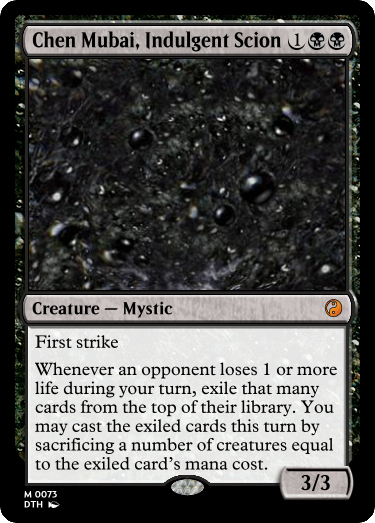 Chen Mubai, Indulgent Scion 1
Creature — Mystic
First strike
Whenever an opponent loses 1 or more
life during your turn, exile that many
cards from the top of their library. You
may cast the exiled cards this turn by
sacrificing a number of creatures equal
to the exiled card's mana cost.
3/3
M 0073
DTH